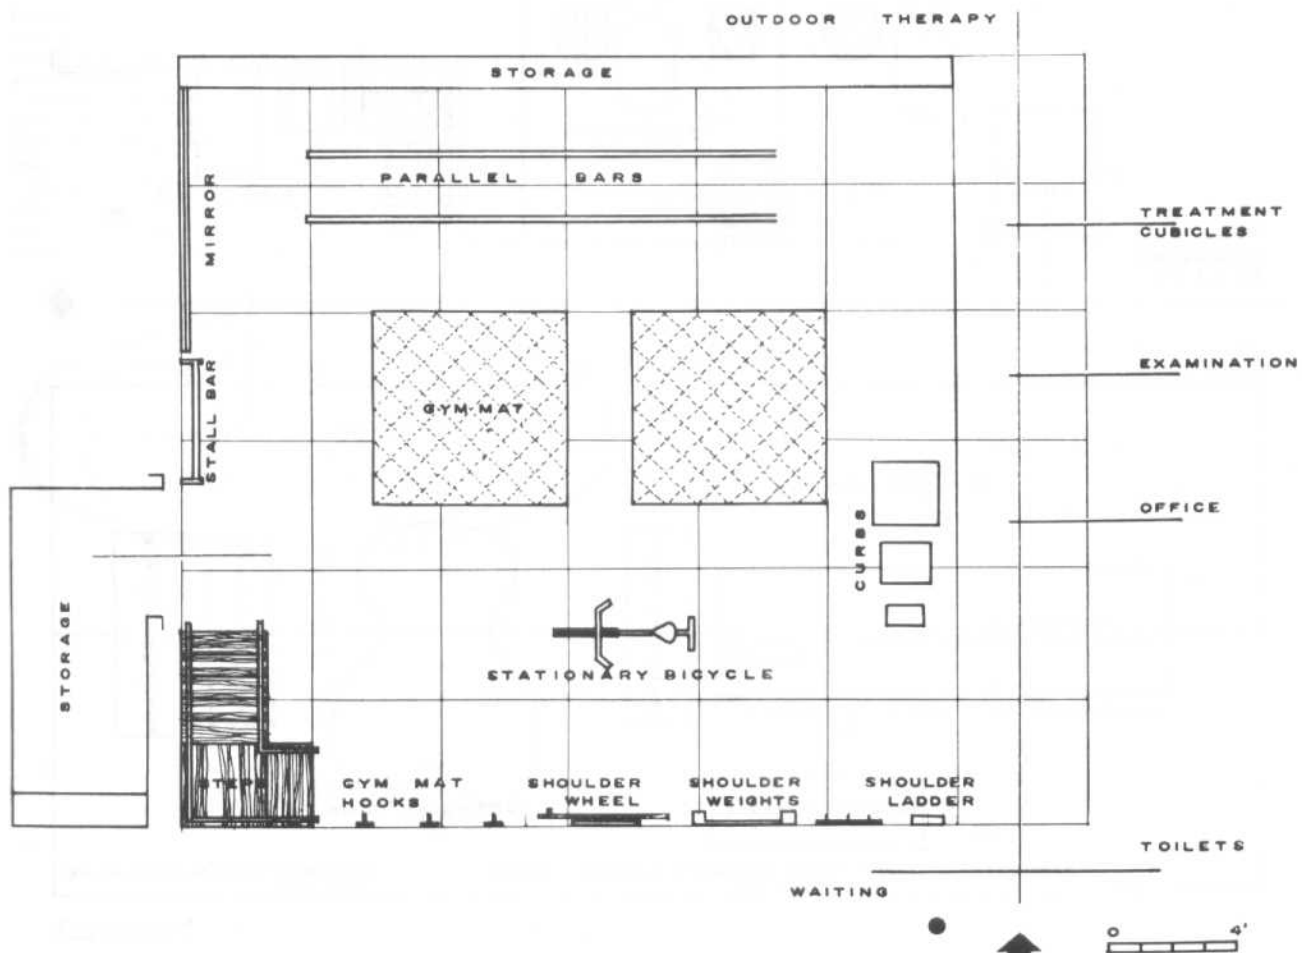 OUTDOOR THERAPY
STORAGE
PARALLEL BARS
MIRROR
TREATMENT
CUBICLES
EXAMINATION
STALL BAR
GYM MAT
OFFICE
CURBS
STORAGE
STATIONARY BICYCLE
STEPS
GYM MAT
HOOKS
SHOULDER
WHEEL
SHOULDER
WEIGHTS
SHOULDER
LADDER
TOILETS
WAITING
0 4'